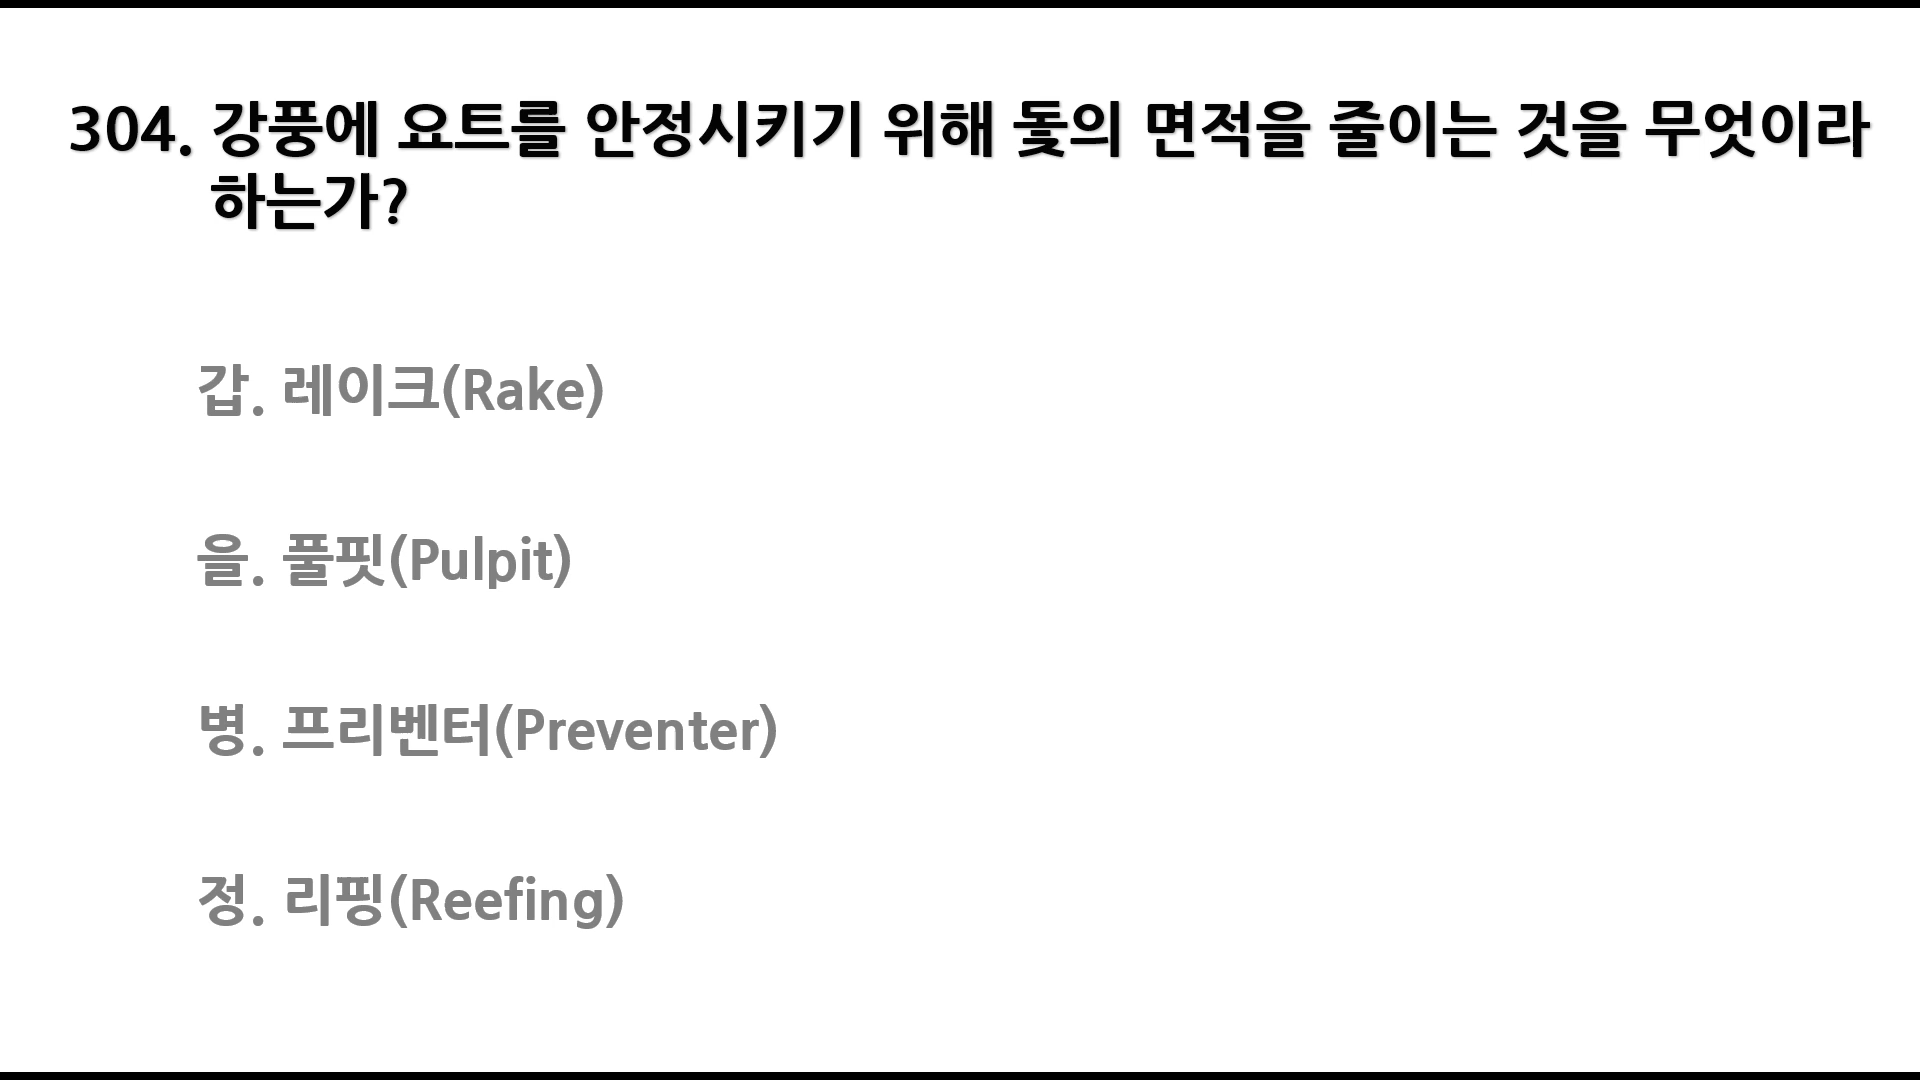 304. 강풍에 요트를 안정시키기 위해 돛의 면적을 줄이는 것을 무엇이라
하는가?
갑. 레이크(Rake)
을. 풀핏(Pulpit)
병. 프리벤터(Preventer)
정. 리핑(Reefing)